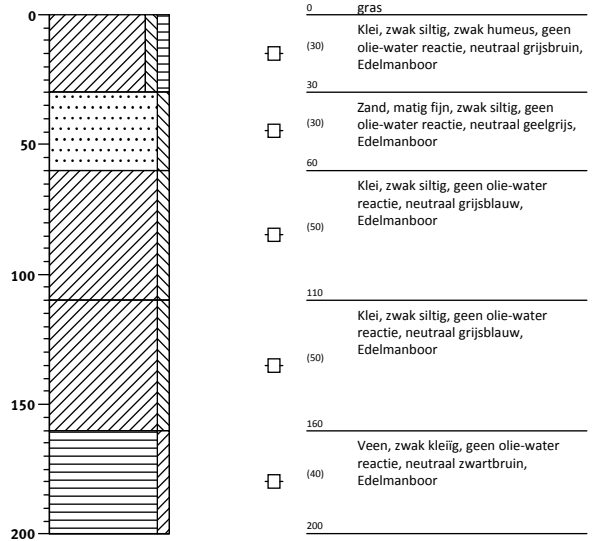 0
50
100
150
200
0 gras
Klei, zwak siltig, zwak humeus, geen
(30) olie-water reactie, neutraal grijsbruin,
Edelmanboor
30
Zand, matig fijn, zwak siltig, geen
(30) olie-water reactie, neutraal geelgrijs,
Edelmanboor
60
Klei, zwak siltig, geen olie-water
reactie, neutraal grijsblauw,
(50) Edelmanboor
110
Klei, zwak siltig, geen olie-water
reactie, neutraal grijsblauw,
Edelmanboor
(50)
160
Veen, zwak kleiïg, geen olie-water
reactie, neutraal zwartbruin,
(40) Edelmanboor
200